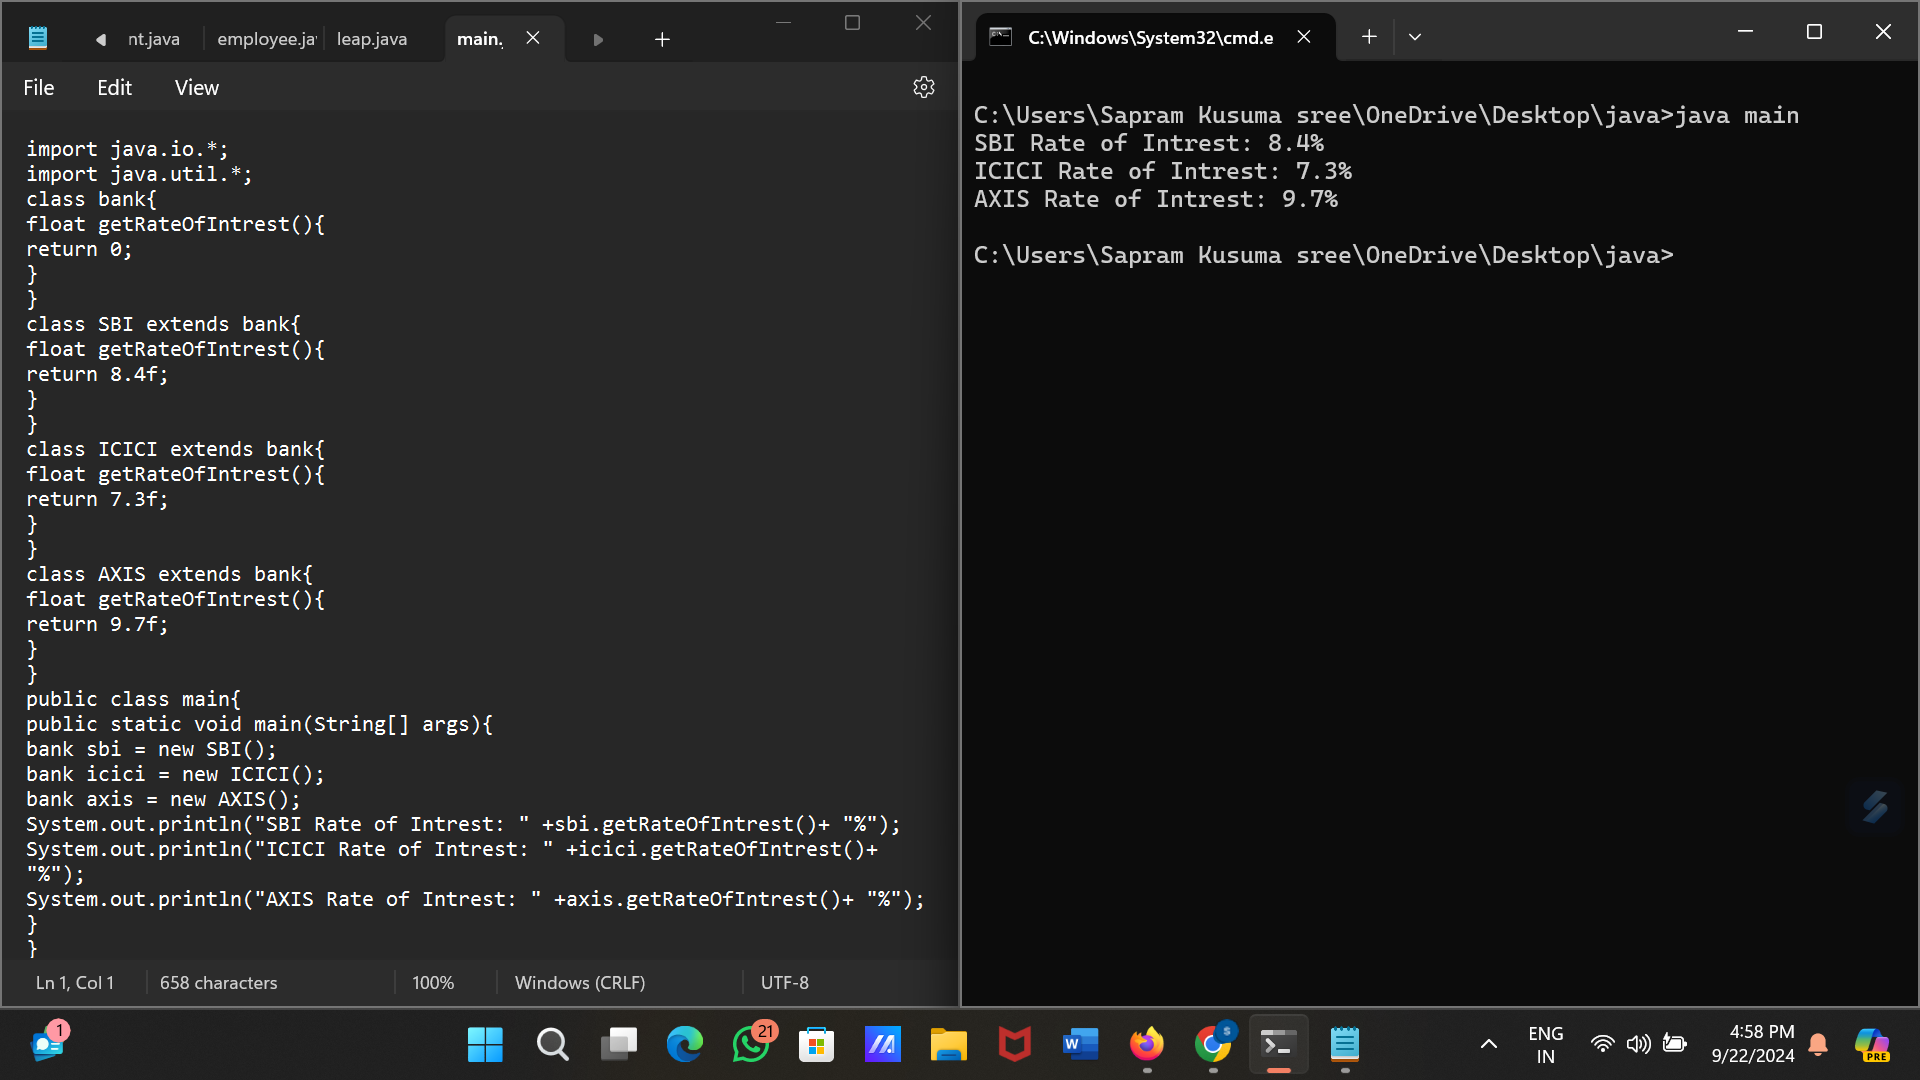 nt.java
employee.ja
leap.java
main.
File
Edit
View
import java.io.*;
import java.util.*;
class bank{
float getRateOfIntrest(){
return 0;
}
}
class SBI extends bank{
float getRateOfIntrest(){
return 8.4f;
}
}
class ICICI extends bank{
float getRateOfIntrest(){
return 7.3f;
}
}
class AXIS extends bank{
float getRateOfIntrest(){
return 9.7f;
}
}
public class main{
public static void main(String[] args){
bank sbi = new SBI();
bank icici = new ICICI();
bank axis = new AXIS();
System.out.println("SBI Rate of Intrest: " +sbi.getRateOfIntrest()+ "%");
System.out.println("ICICI Rate of Intrest: " +icici.getRateOfIntrest()+
"%");
System.out.println("AXIS Rate of Intrest: " +axis.getRateOfIntrest()+ "%");
}
}
Ln 1, Col 1
658 characters
100%
Windows (CRLF)
UTF-8
C:\Windows\System32\cmd.e
C:\Users\Sapram Kusuma sree\OneDrive\Desktop\java>java main
SBI Rate of Intrest: 8.4%
ICICI Rate of Intrest: 7.3%
AXIS Rate of Intrest: 9.7%
C:\Users\Sapram Kusuma sree\OneDrive\Desktop\java>
1
21
W
S
ENG
IN
4:58 PM
9/22/2024
PRE